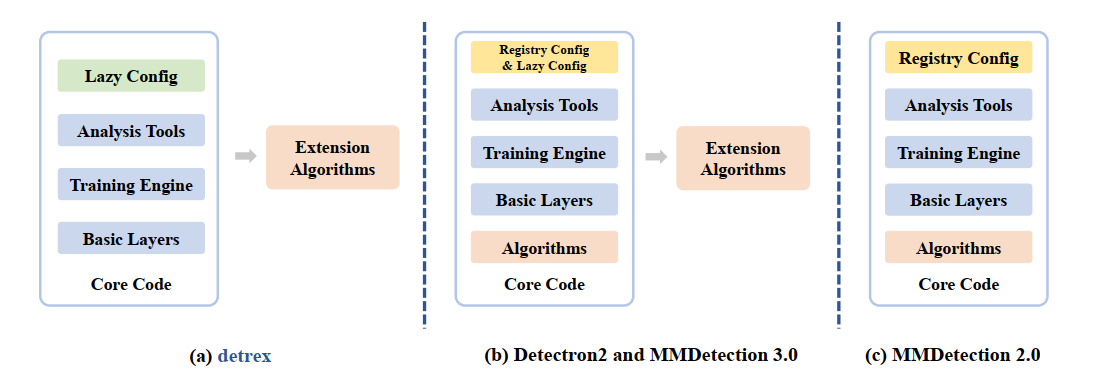 Lazy Config
Analysis Tools
Training Engine
Basic Layers
Core Code
Extension
Algorithms
(a) detrex
Registry Config
& Lazy Config
Analysis Tools
Training Engine
Basic Layers
Algorithms
Core Code
Extension
Algorithms
(b) Detectron2 and MMDetection 3.0
Registry Config
Analysis Tools
Training Engine
Basic Layers
Algorithms
Core Code
(c) MMDetection 2.0